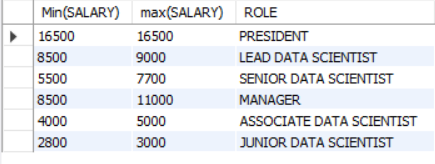 Min(SALARY) max(SALARY) ROLE
16500 16500 PRESIDENT
8500 9000 LEAD DATA SCIENTIST
5500 7700 SENIOR DATA SCIENTIST
8500 11000 MANAGER
4000 5000 ASSOCIATE DATA SCIENTIST
2800 3000 JUNIOR DATA SCIENTIST